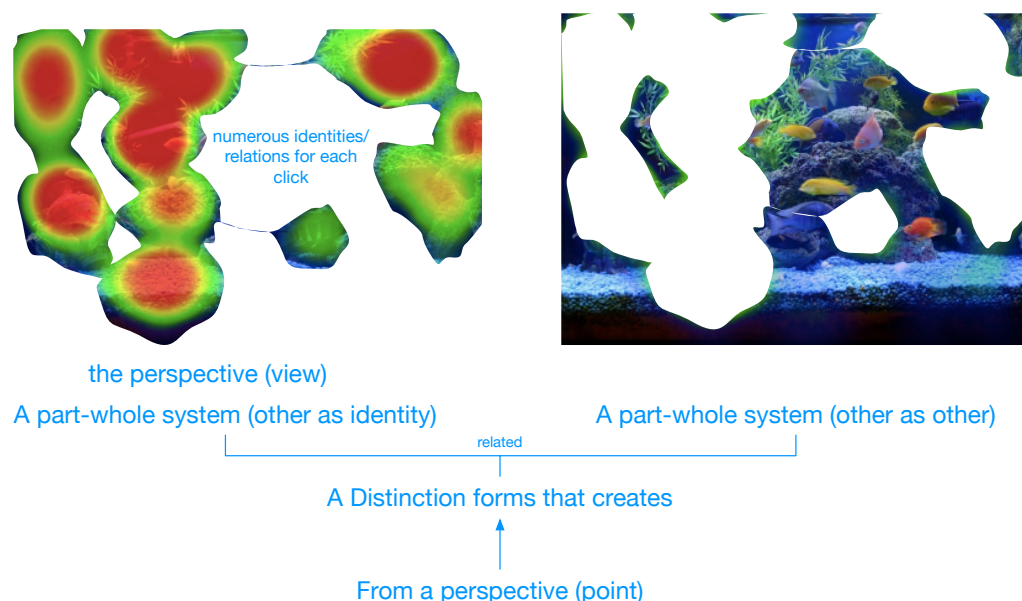 numerous identities/
relations for each
click
the perspective (view)
A part-whole system (other as identity)
A part-whole system (other as other)
related
A Distinction forms that creates
From a perspective (point)